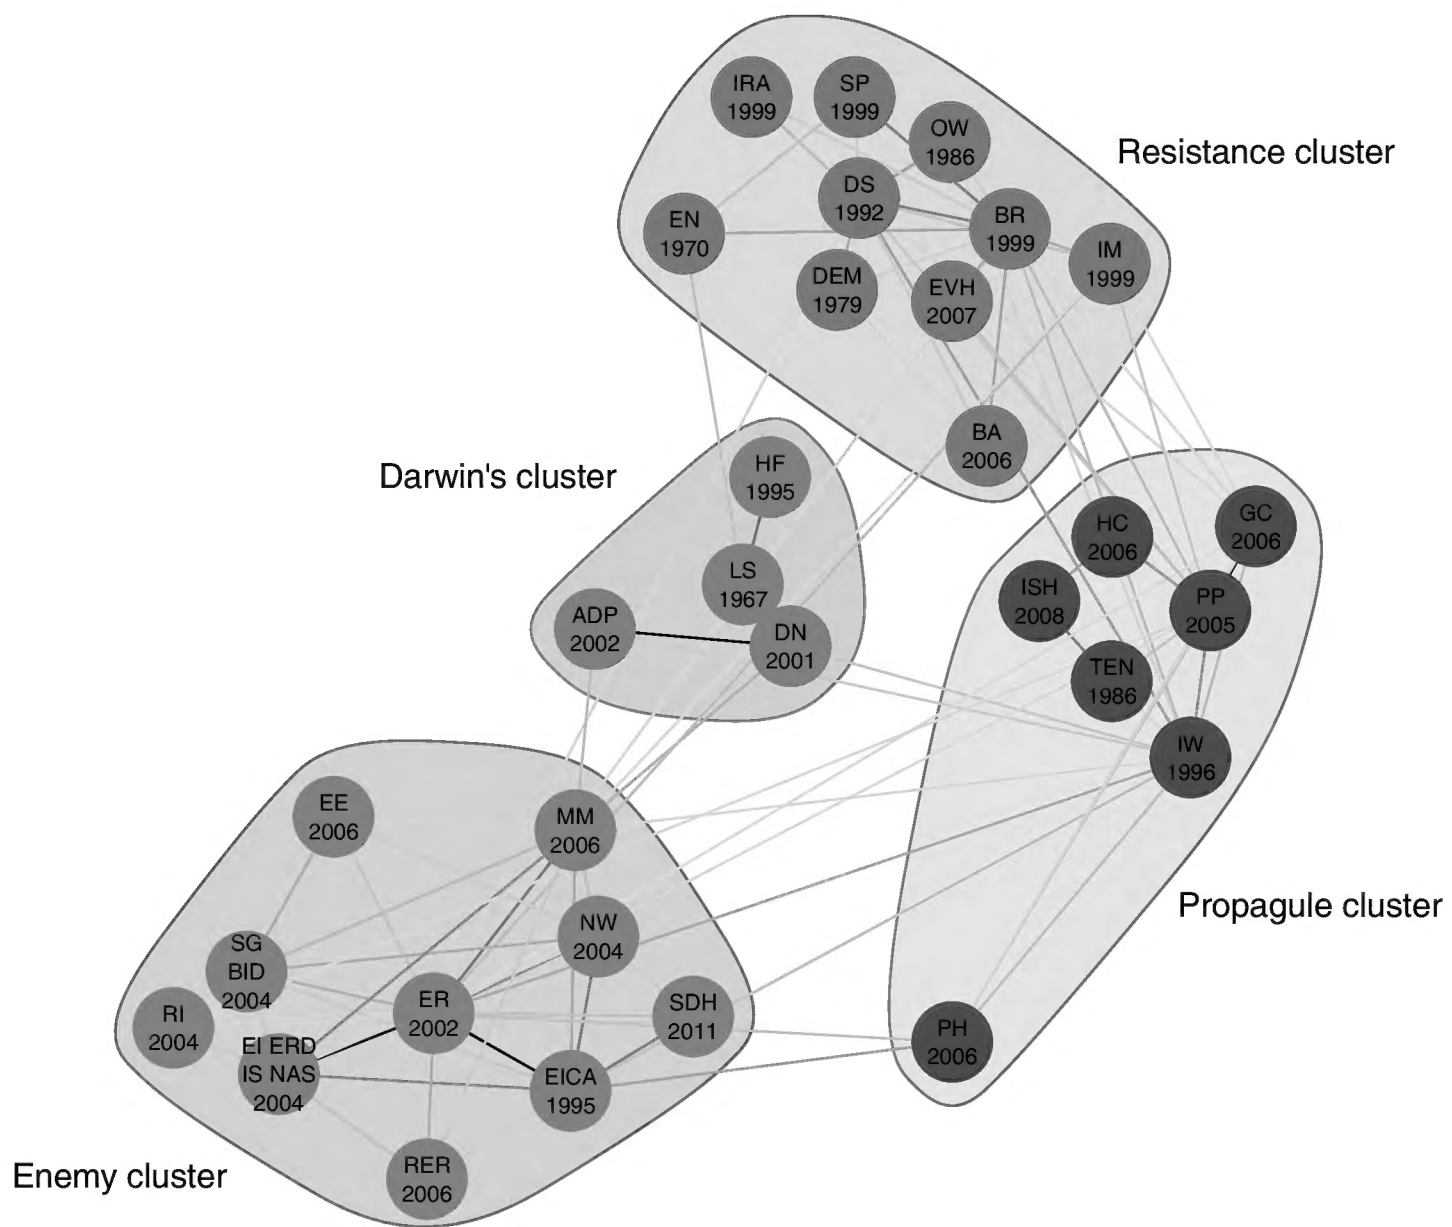 IRA
1999
SP
1999
OW
1986
Resistance cluster
DS
1992
BR
1999
EN
1970
IM
1999
DEM
1979
EVH
2007
BA
2006
Darwin's cluster
HF
1995
LS
1967
ADP
2002
DN
2001
HC
2006
GC
2006
ISH
2008
PP
2005
TEN
1986
IW
1996
Propagule cluster
PH
2006
EE
2006
MM
2006
NW
2004
SG
BID
2004
ER
2002
SDH
2011
RI
2004
EI ERD
IS NAS
2004
EICA
1995
RER
2006
Enemy cluster